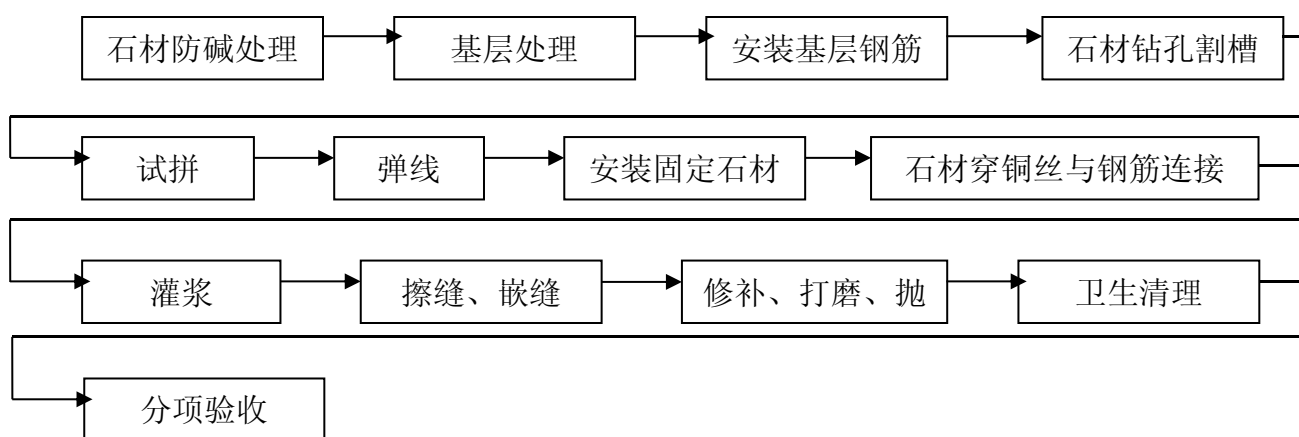 石材防碱处理 基层处理 安装基层钢筋 石材钻孔割槽
试拼 弹线 安装固定石材 石材穿铜丝与钢筋连接
灌浆 擦缝、嵌缝 修补、打磨、抛 卫生清理
分项验收